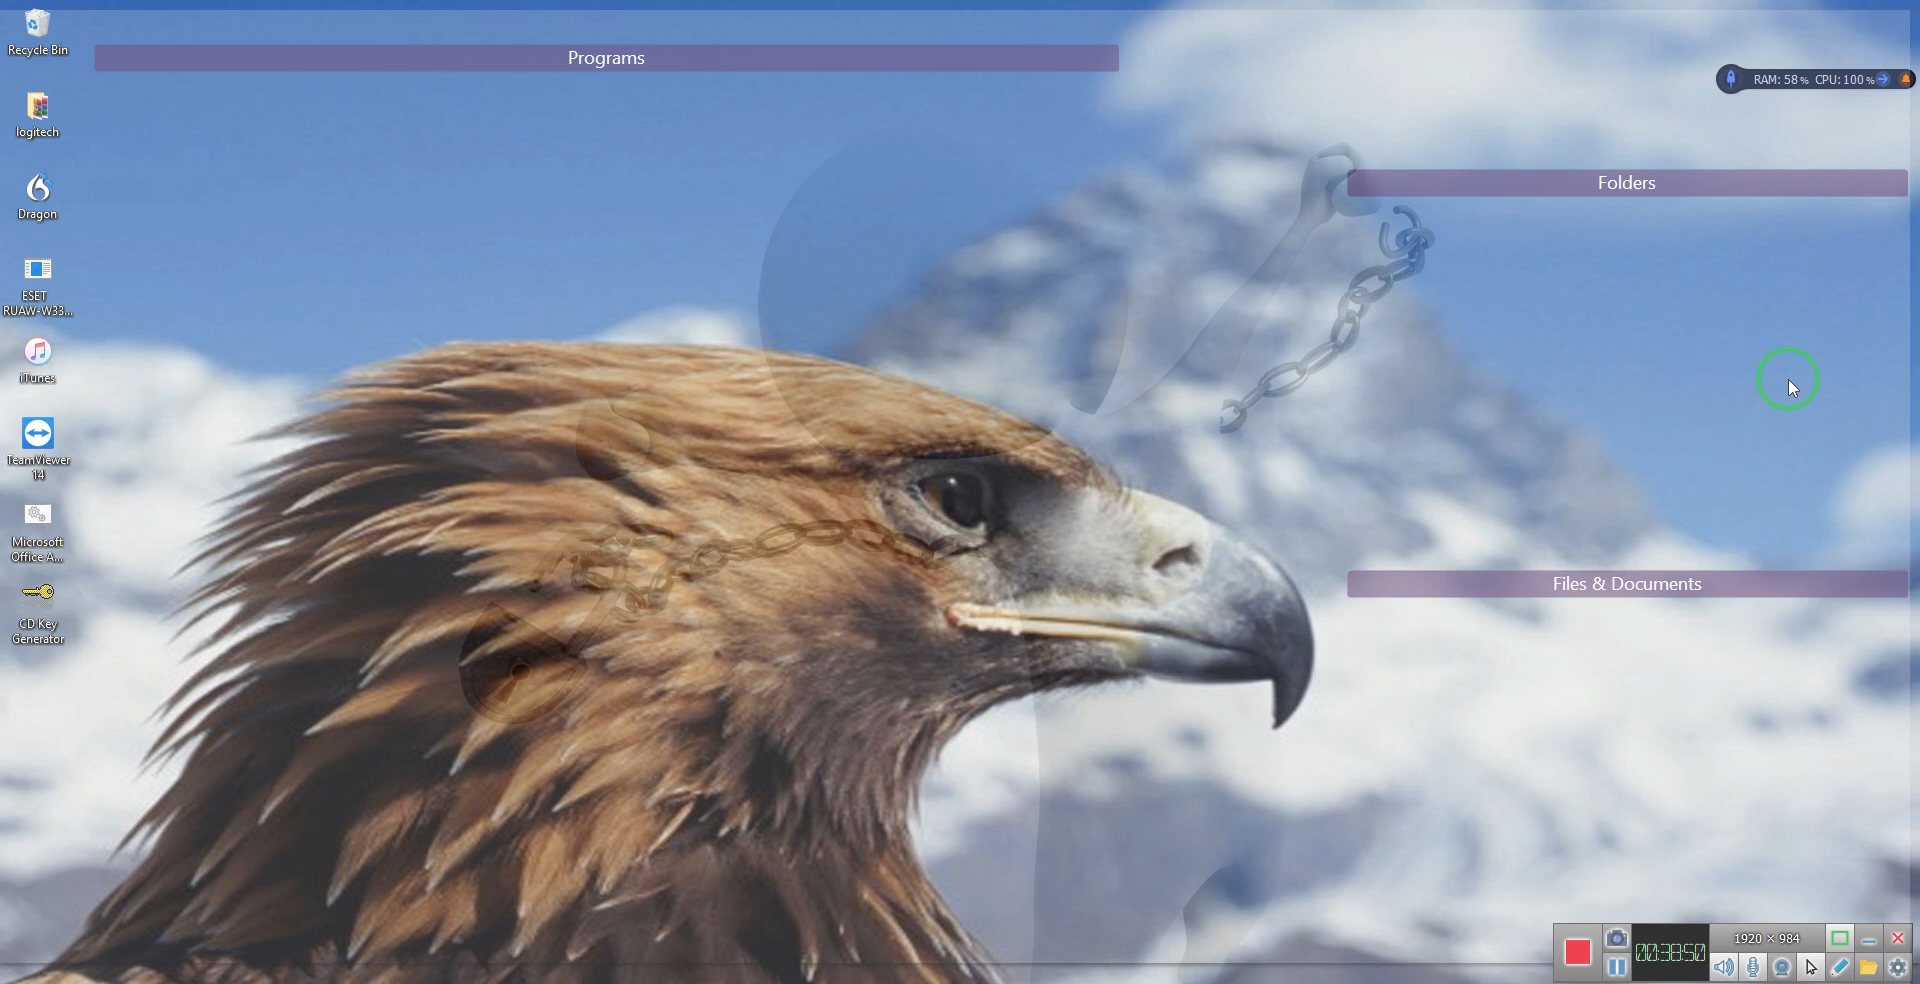 Recycle Bin
Programs
RAM: 58 % CPU: 100 %
logitech
Folders
Dragon
ESET
RUAW-W33...
iTunes
TeamViewer
14
Microsoft
Office A...
Files & Documents
CD Key
Generator
1920 × 984
00:38:50